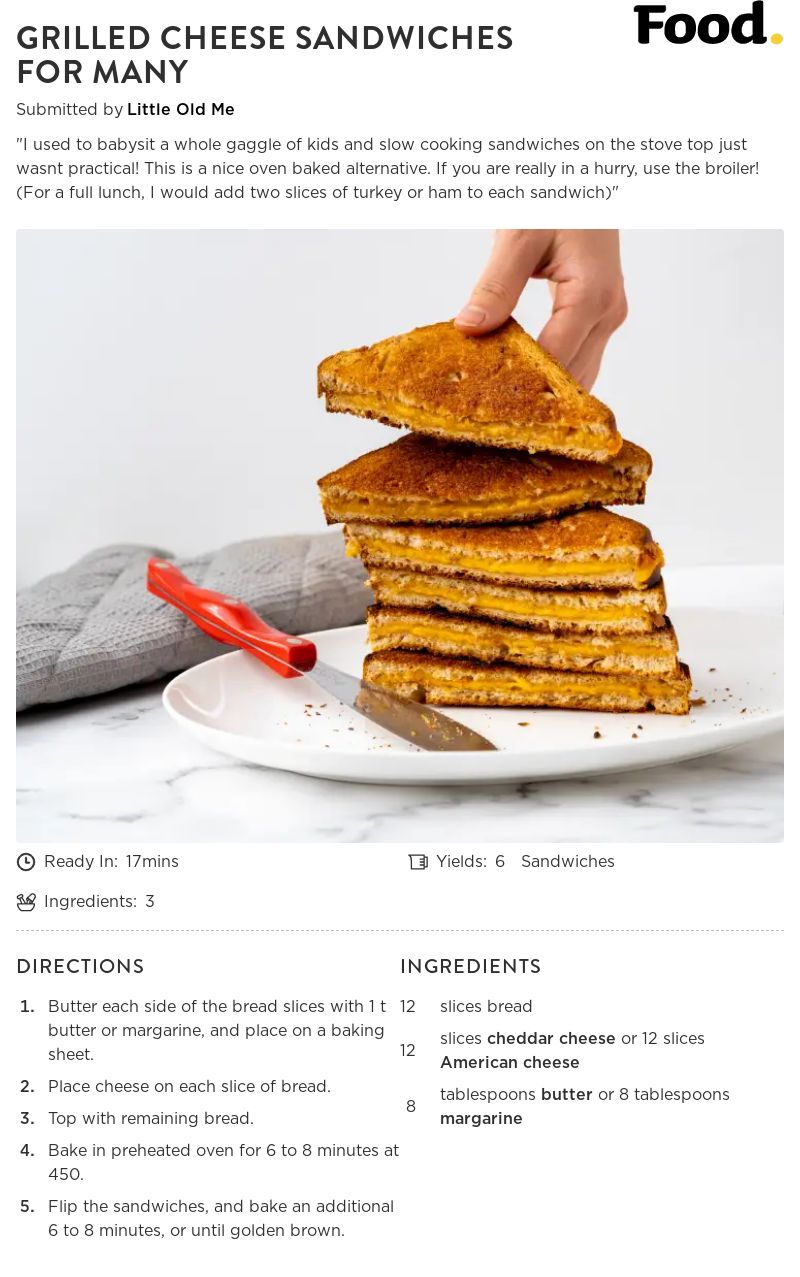 Food.
GRILLED CHEESE SANDWICHES
FOR MANY
Submitted by Little Old Me
"I used to babysit a whole gaggle of kids and slow cooking sandwiches on the stove top just
wasnt practical! This is a nice oven baked alternative. If you are really in a hurry, use the broiler!
(For a full lunch, I would add two slices of turkey or ham to each sandwich)"
Ready In: 17mins
Yields: 6 Sandwiches
Ingredients: 3
DIRECTIONS
1. Butter each side of the bread slices with 1 t
butter or margarine, and place on a baking
sheet.
2. Place cheese on each slice of bread.
3. Top with remaining bread.
4. Bake in preheated oven for 6 to 8 minutes at
450.
5. Flip the sandwiches, and bake an additional
6 to 8 minutes, or until golden brown.
INGREDIENTS
12 slices bread
12 slices cheddar cheese or 12 slices
American cheese
8 tablespoons butter or 8 tablespoons
margarine